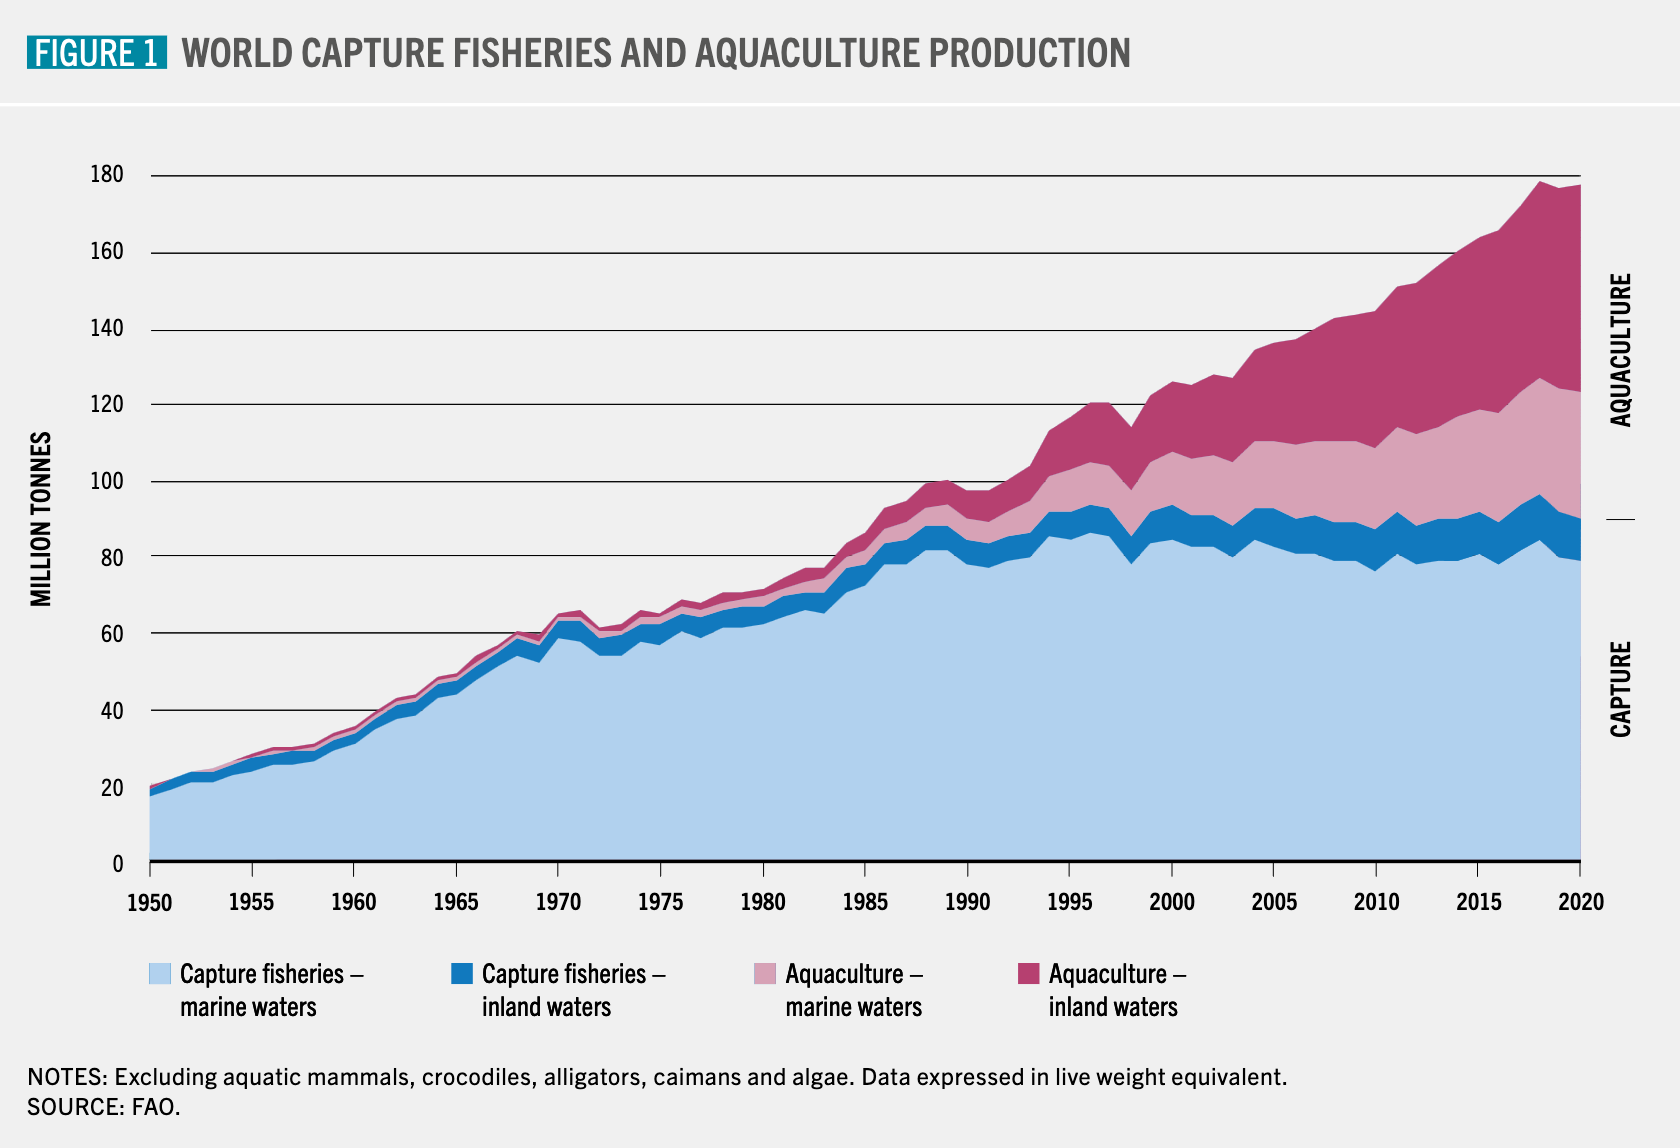 FIGURE 1 WORLD CAPTURE FISHERIES AND AQUACULTURE PRODUCTION
MILLION TONNES
180
160
140
120
100
80
60
40
20
0
1950 1955 1960 1965 1970 1975 1980 1985 1990 1995 2000 2005 2010 2015 2020
AQUACULTURE
CAPTURE
Capture fisheries –
marine waters
Capture fisheries –
inland waters
Aquaculture –
marine waters
Aquaculture –
inland waters
NOTES: Excluding aquatic mammals, crocodiles, alligators, caimans and algae. Data expressed in live weight equivalent.
SOURCE: FAO.